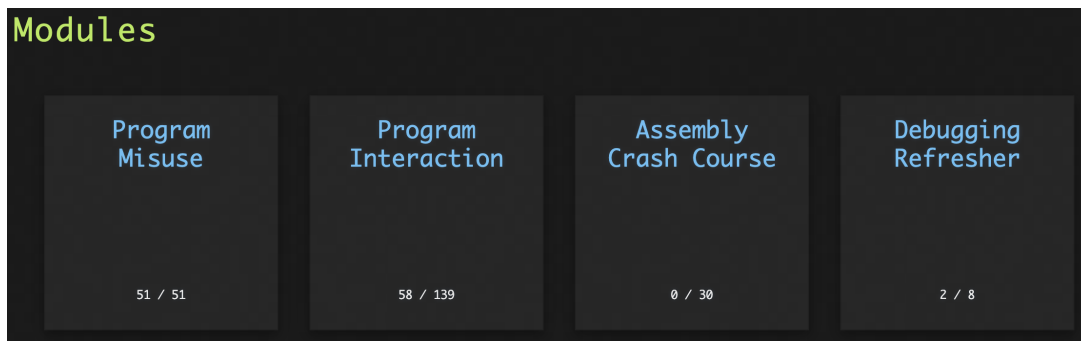 Modules
Program
Misuse
51 / 51
Program
Interaction
58 / 139
Assembly
Crash Course
0 / 30
Debugging
Refresher
2 / 8